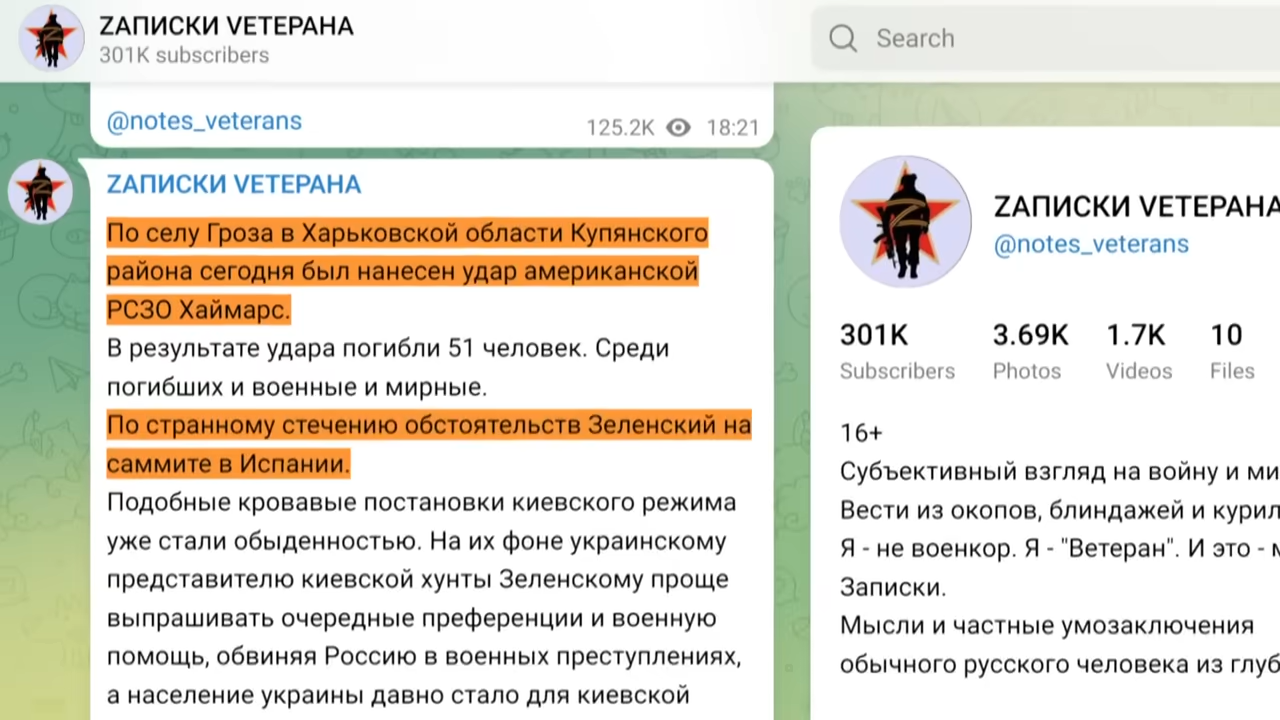 ZАПИСКИ VЕТЕРАНА
301K subscribers
Search
@notes_veterans
125.2K 18:21
ZАПИСКИ VЕТЕРАНА
По селу Гроза в Харьковской области Купянского
района сегодня был нанесен удар американской
РСЗО Хаймарс.
В результате удара погибли 51 человек. Среди
погибших и военные и мирные.
По странному стечению обстоятельств Зеленский на
саммите в Испании.
Подобные кровавые постановки киевского режима
уже стали обыденностью. На их фоне украинскому
представителю киевской хунты Зеленскому проще
выпрашивать очередные преференции и военную
помощь, обвиняя Россию в военных преступлениях,
а население украины давно стало для киевской
ZАПИСКИ VЕТЕРАНА
@notes_veterans
301K 3.69K 1.7K 10
Subscribers Photos Videos Files
16+
Субъективный взгляд на войну и ми
Вести из окопов, блиндажей и курил
Я - не военкор. Я - "Ветеран". И это - м
Записки.
Мысли и частные умозаключения
обычного русского человека из глуб